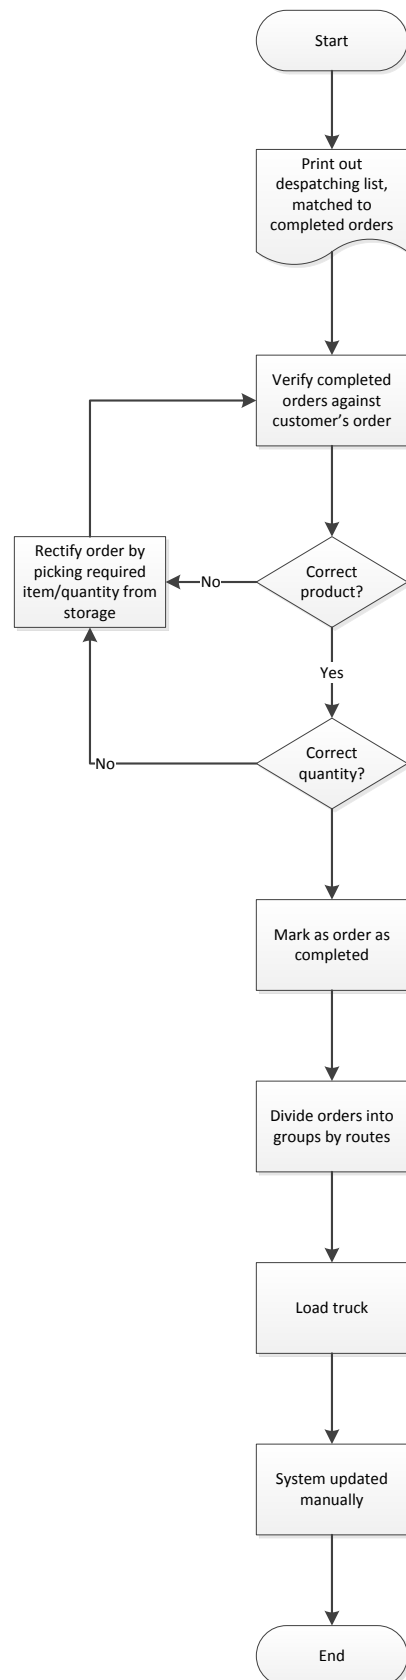 Start
Print out
despatching list,
matched to
completed orders
Verify completed
orders against
customer’s order
Rectify order by
picking required
item/quantity from
storage
No
Correct
product?
Yes
No
Correct
quantity?
Mark as order as
completed
Divide orders into
groups by routes
Load truck
System updated
manually
End